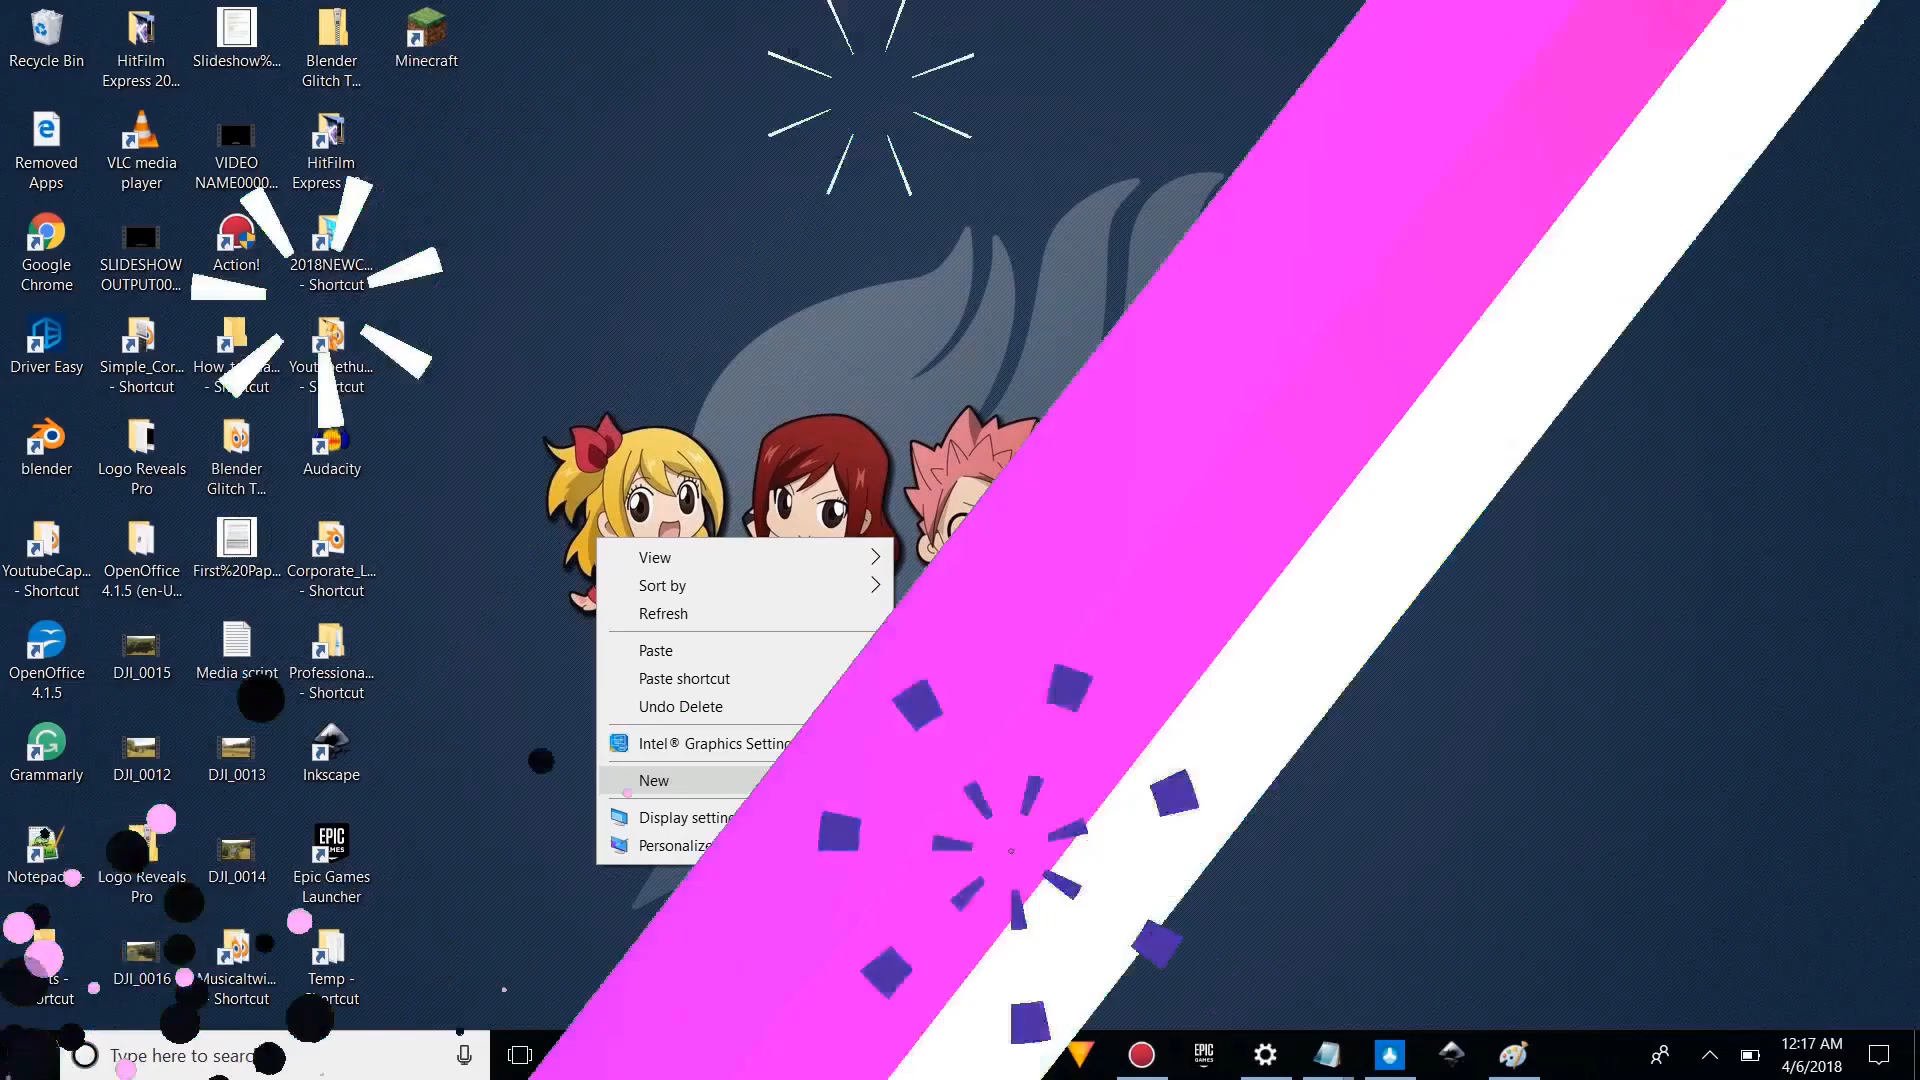 Recycle Bin
HitFilm
Express 20...
Slideshow%...
Blender
Glitch T...
Minecraft
Removed
Apps
VLC media
player
VIDEO
NAME0000...
HitFilm
Express
Google
Chrome
SLIDESHOW
OUTPUT00...
Action!
2018NEWC...
- Shortcut
Driver Easy
Simple_Cor...
- Shortcut
blender
Logo Reveals
Pro
Blender
Glitch T...
Audacity
YoutubeCap...
- Shortcut
OpenOffice
4.1.5 (en-U...
First%20Pap...
Corporate_L...
- Shortcut
OpenOffice
4.1.5
DJI_0015
Media script
Professiona...
- Shortcut
Grammarly
DJI_0012
DJI_0013
Inkscape
Logo Reveals
Pro
DJI_0014
EPIC
Epic Games
Launcher
DJI_0016
Musicaltwi...
Shortcut
Temp -
View
Sort by
Refresh
Paste
Paste shortcut
Undo Delete
Intel® Graphics Setting
New
Display settin
Personalize
Type here to searc
EPIC
GAMES
12:17 AM
4/6/2018